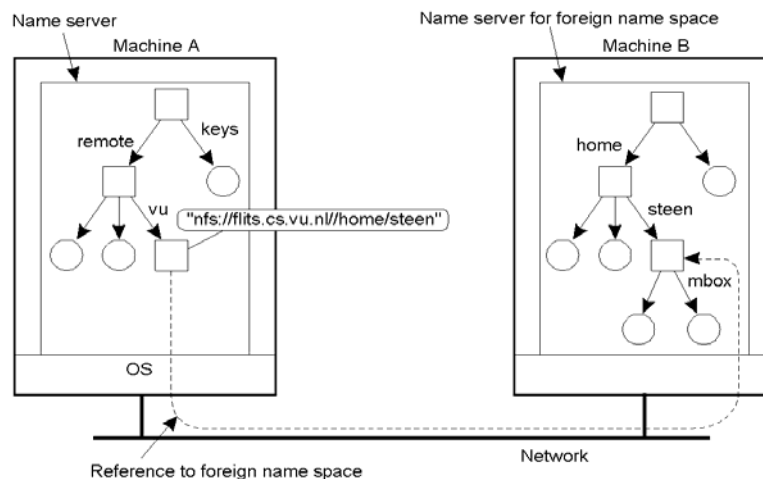 Name server
Name server for foreign name space
Machine A
Machine B
remote
keys
vu
"nfs://flits.cs.vu.nl//home/steen"
home
steen
mbox
OS
Network
Reference to foreign name space